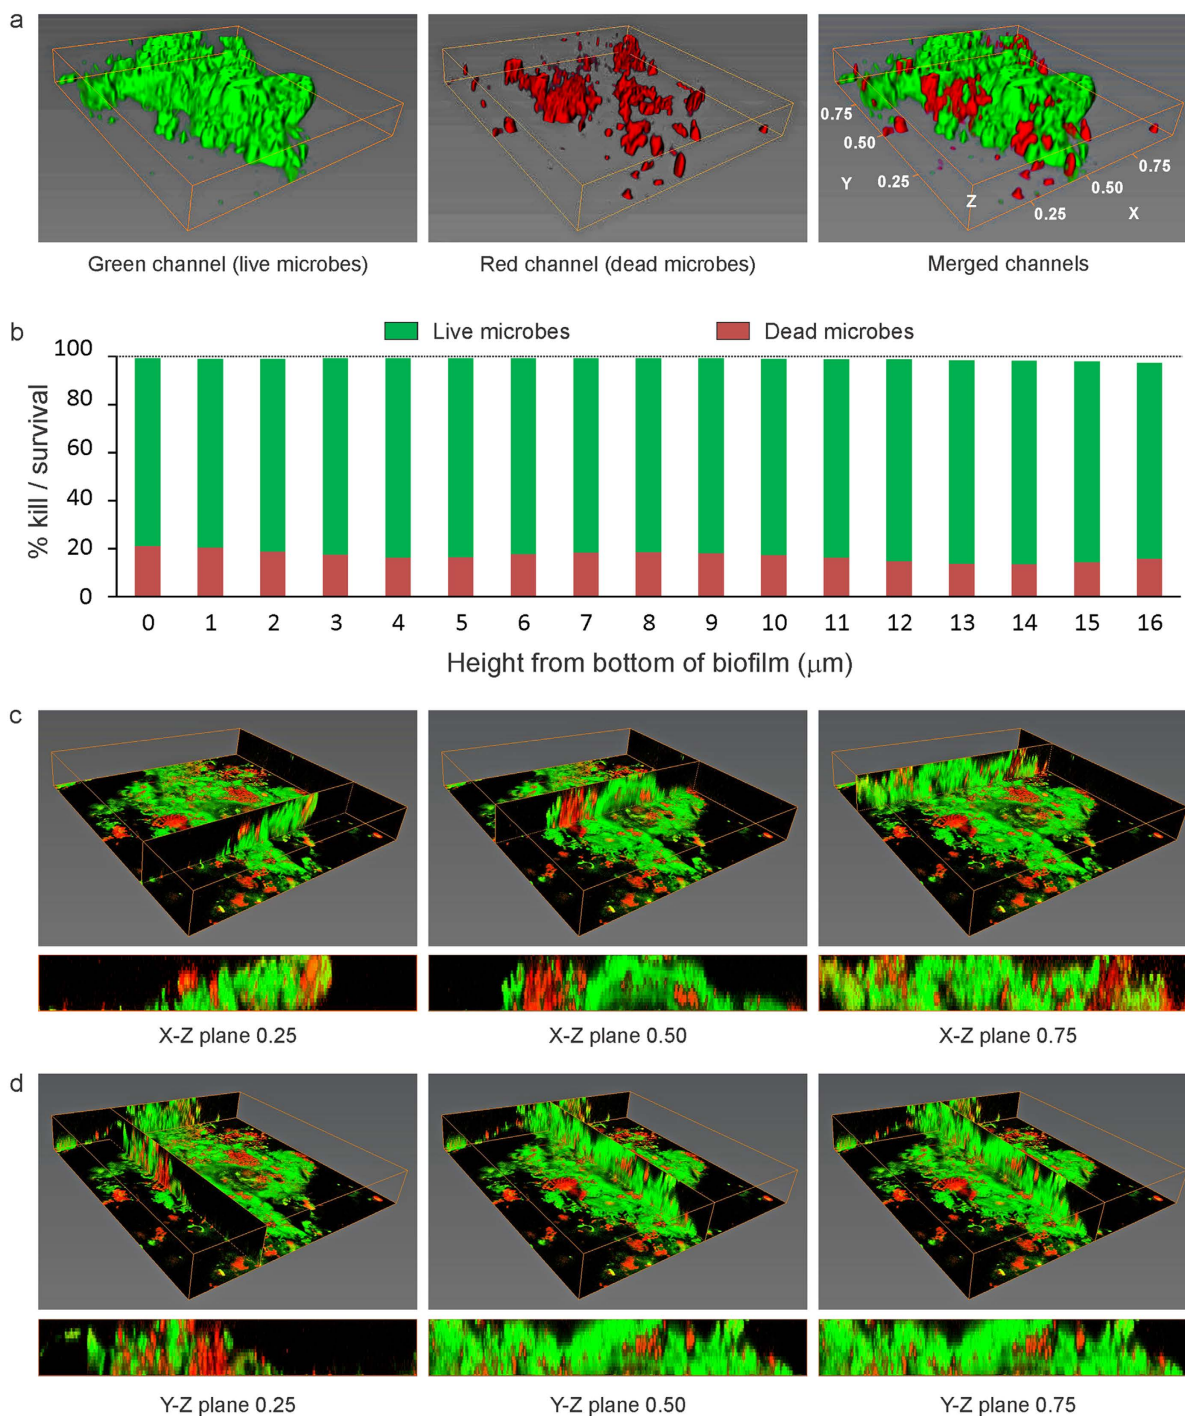 a
0.75
0.50
Y
0.25
Z
0.25
0.50
0.75
X
Green channel (live microbes)
Red channel (dead microbes)
Merged channels
b
Live microbes
Dead microbes
% kill / survival
100
80
60
40
20
0
0 1 2 3 4 5 6 7 8 9 10 11 12 13 14 15 16
Height from bottom of biofilm (μm)
c
X-Z plane 0.25
X-Z plane 0.50
X-Z plane 0.75
d
Y-Z plane 0.25
Y-Z plane 0.50
Y-Z plane 0.75